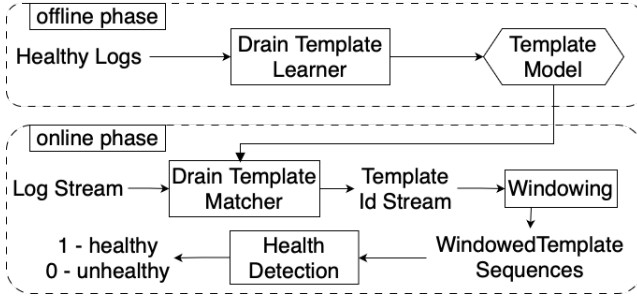 offline phase
Healthy Logs
Drain Template
Learner
Template
Model
online phase
Log Stream
Drain Template
Matcher
Template
Id Stream
Windowing
WindowedTemplate
Sequences
Health
Detection
1 - healthy
0 - unhealthy